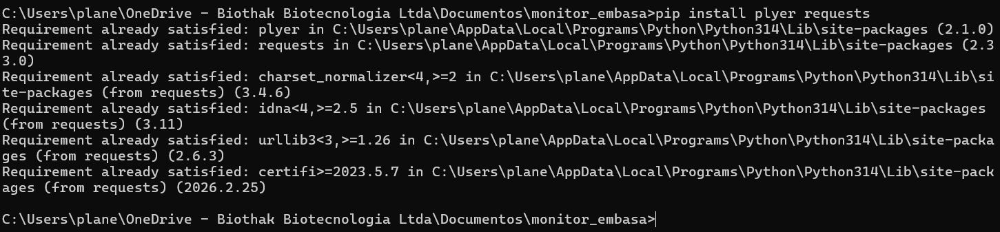 C:\Users\plane\OneDrive - Biothak Biotecnologia Ltda\Documentos\monitor_embasa>pip install plyer requests
Requirement already satisfied: plyer in C:\Users\plane\AppData\Local\Programs\Python\Python314\Lib\site-packages (2.1.0)
Requirement already satisfied: requests in C:\Users\plane\AppData\Local\Programs\Python\Python314\Lib\site-packages (2.3
3.0)
Requirement already satisfied: charset_normalizer<4,>=2 in C:\Users\plane\AppData\Local\Programs\Python\Python314\Lib\si
te-packages (from requests) (3.4.6)
Requirement already satisfied: idna<4,>=2.5 in C:\Users\plane\AppData\Local\Programs\Python\Python314\Lib\site-packages
(from requests) (3.11)
Requirement already satisfied: urllib3<3,>=1.26 in C:\Users\plane\AppData\Local\Programs\Python\Python314\Lib\site-packa
ges (from requests) (2.6.3)
Requirement already satisfied: certifi>=2023.5.7 in C:\Users\plane\AppData\Local\Programs\Python\Python314\Lib\site-pack
ages (from requests) (2026.2.25)
C:\Users\plane\OneDrive - Biothak Biotecnologia Ltda\Documentos\monitor_embasa>